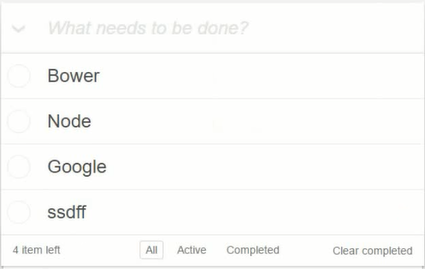 What needs to be done?
Bower
Node
Google
ssdff
4 item left All Active Completed Clear completed